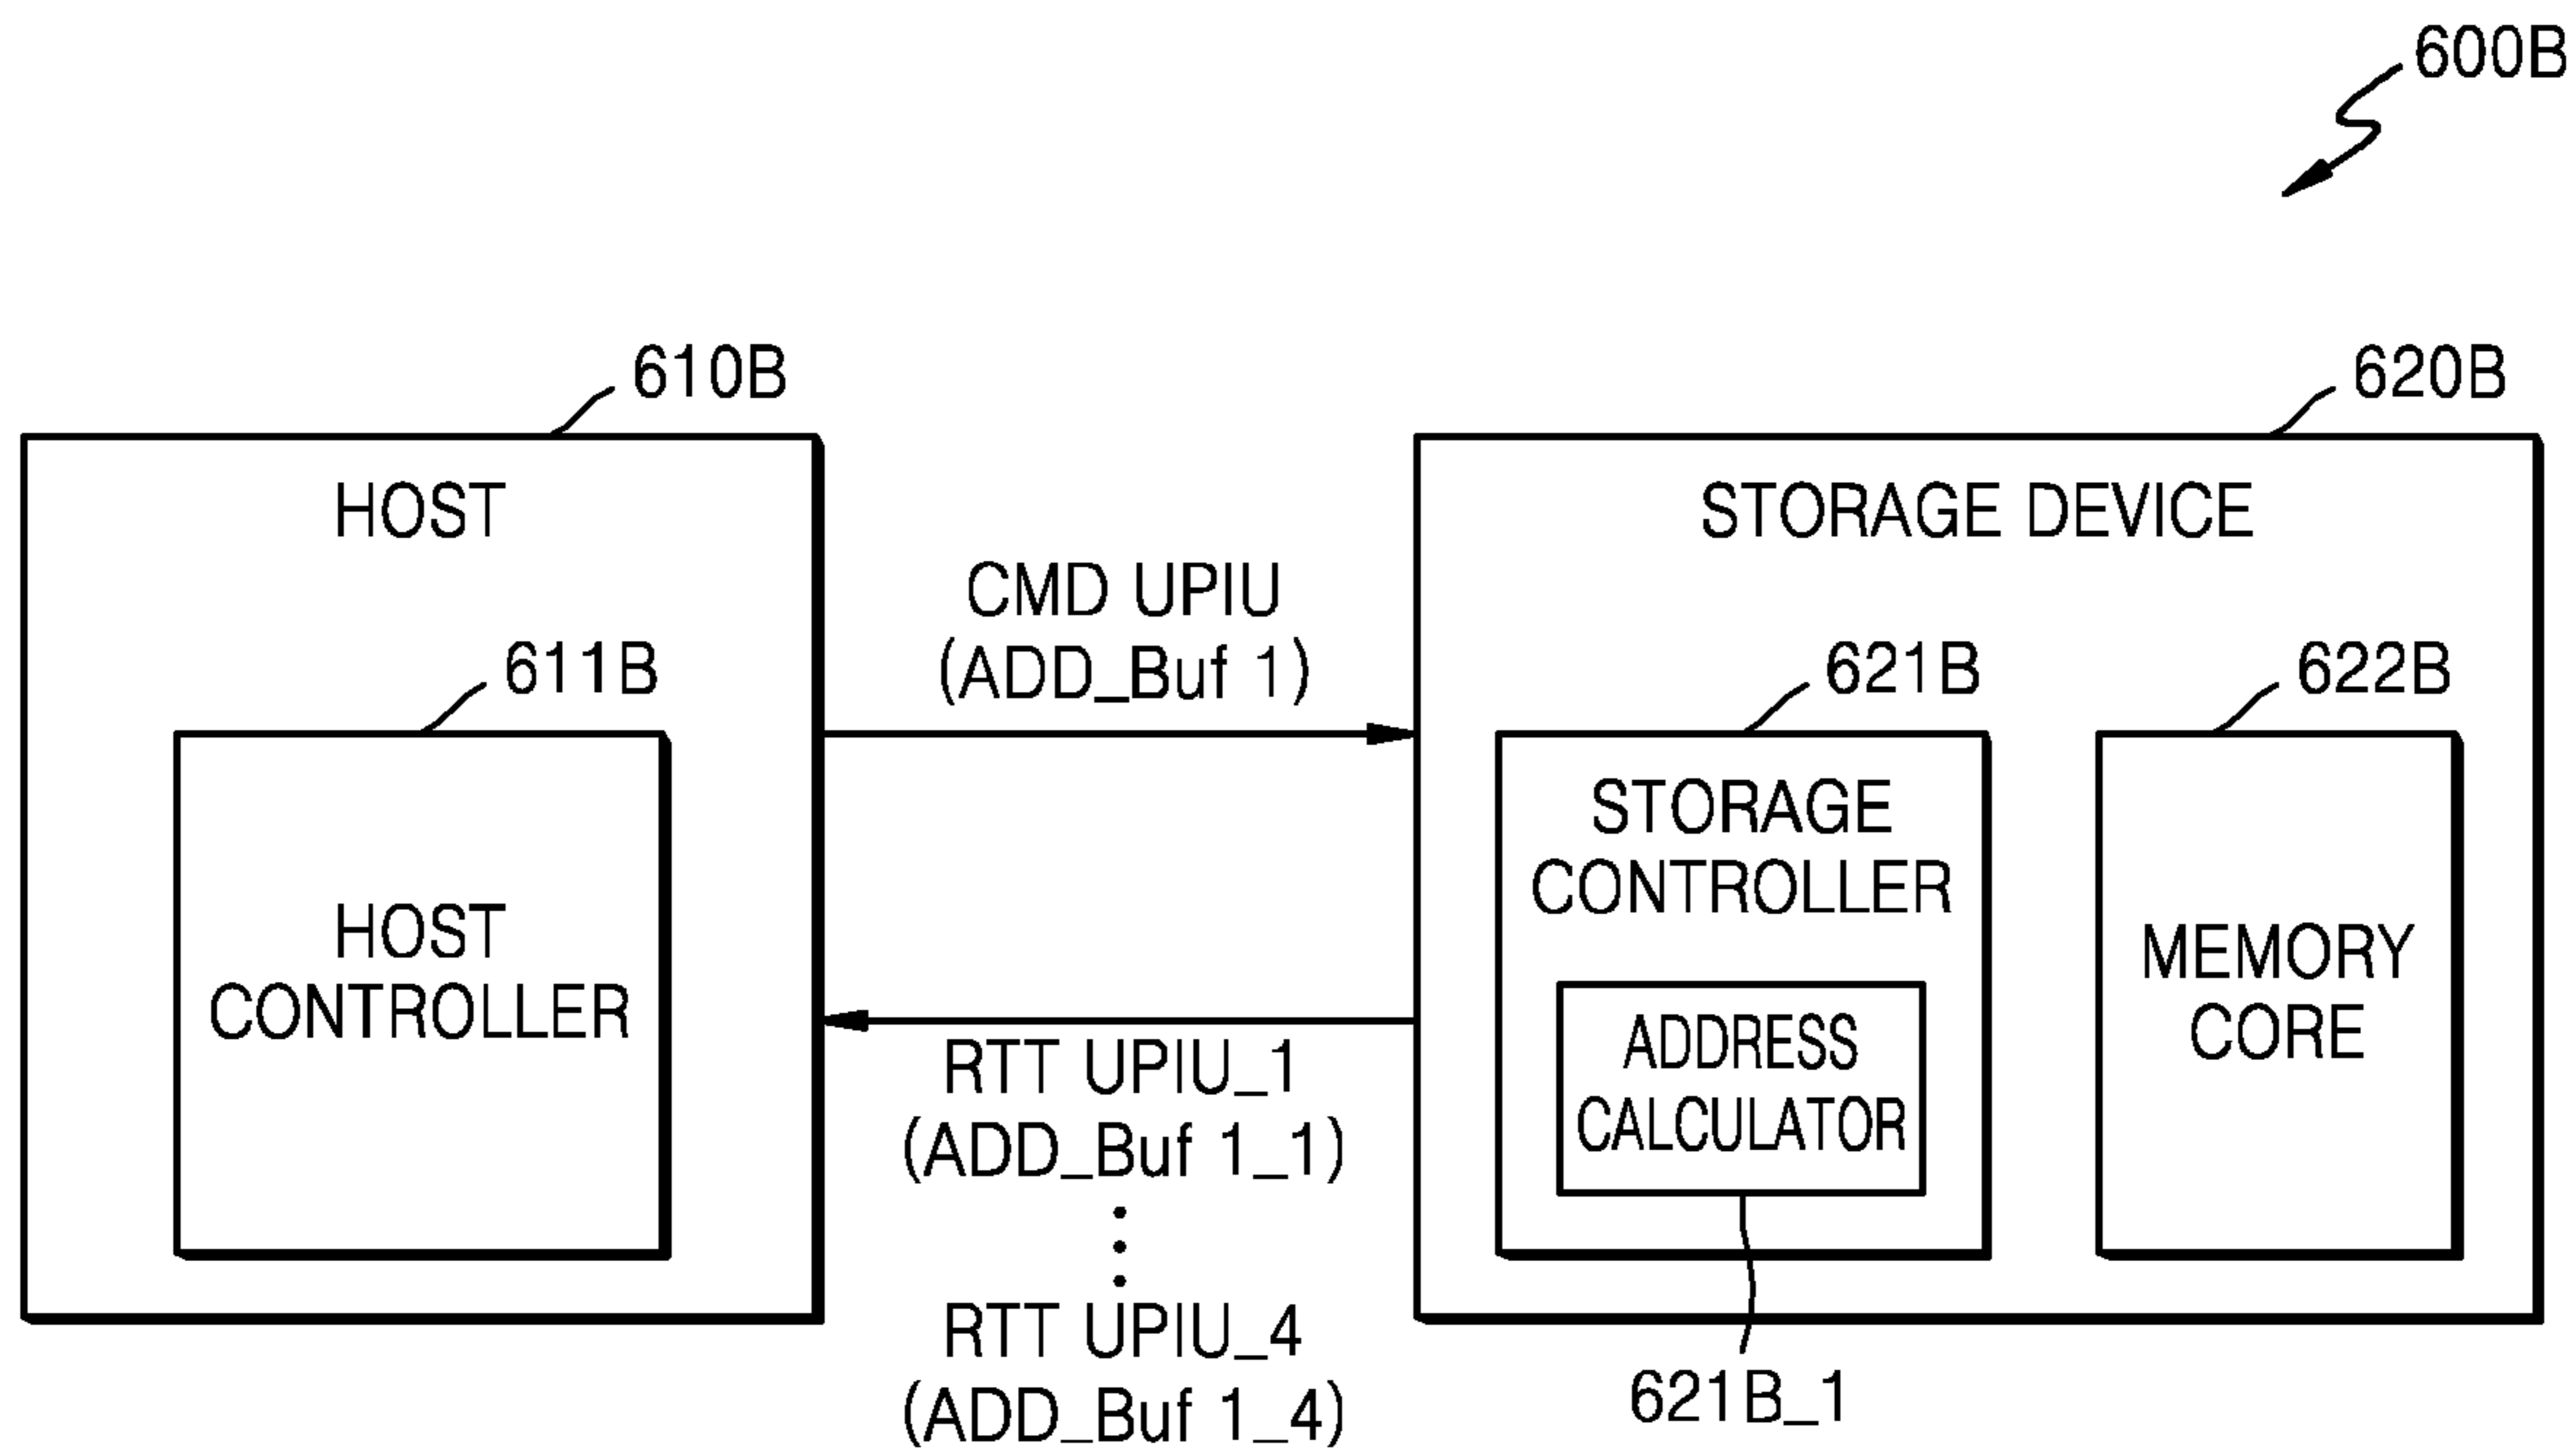 600B
610B
620B
HOST
STORAGE DEVICE
CMD UPIU
(ADD_Buf 1)
611B
621B
622B
HOST
CONTROLLER
STORAGE
CONTROLLER
MEMORY
CORE
ADDRESS
CALCULATOR
RTT UPIU_1
(ADD_Buf 1_1)
RTT UPIU_4
(ADD_Buf 1_4)
621B_1